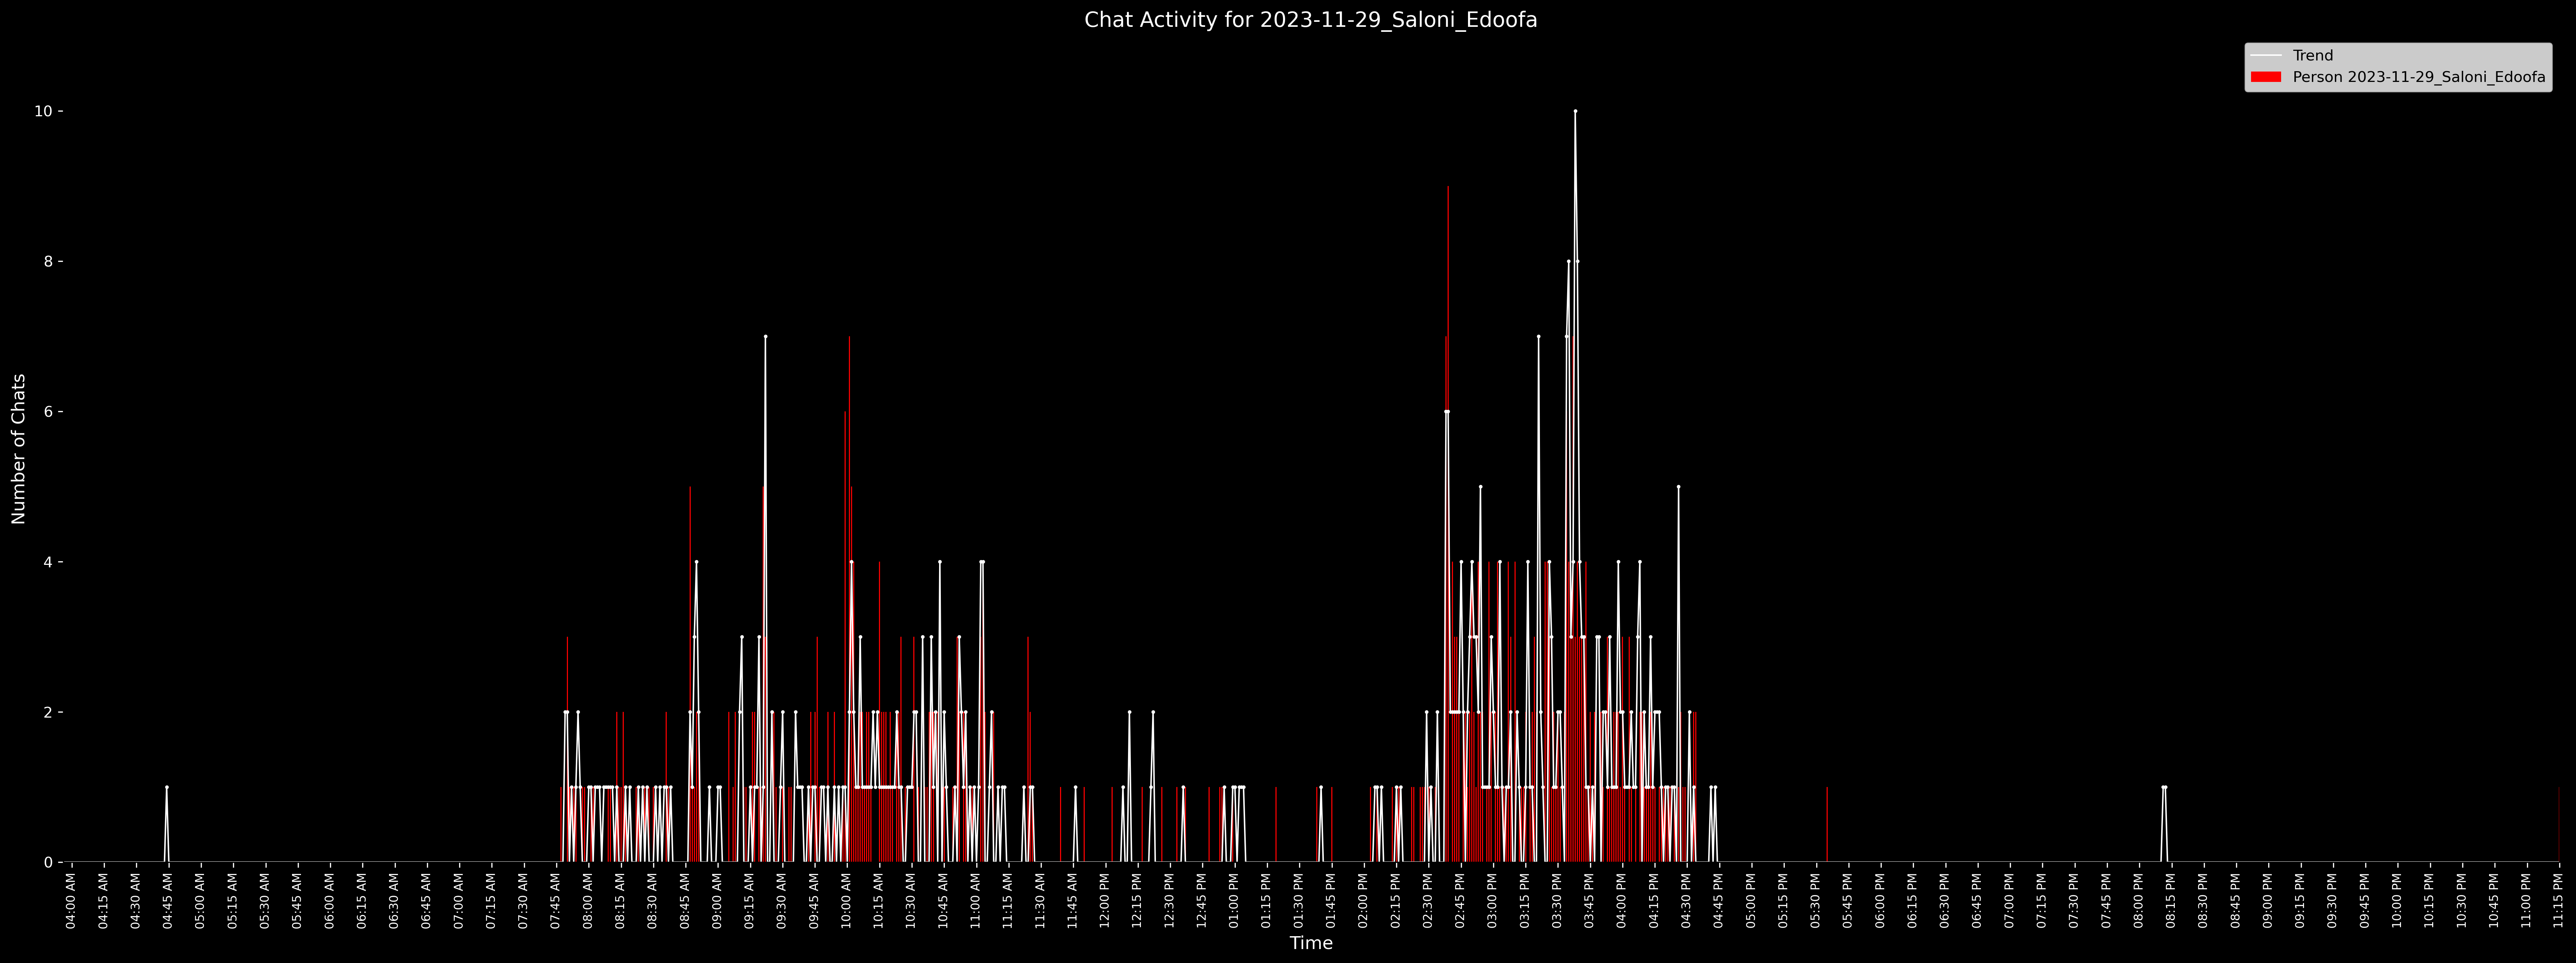 Chat Activity for 2023-11-29_Saloni_Edoofa
Trend
Person 2023-11-29_Saloni_Edoofa
Number of Chats
10
8
6
4
2
0
04:00 AM
04:15 AM
04:30 AM
04:45 AM
05:00 AM
05:15 AM
05:30 AM
05:45 AM
06:00 AM
06:15 AM
06:30 AM
06:45 AM
07:00 AM
07:15 AM
07:30 AM
07:45 AM
08:00 AM
08:15 AM
08:30 AM
08:45 AM
09:00 AM
09:15 AM
09:30 AM
09:45 AM
10:00 AM
10:15 AM
10:30 AM
10:45 AM
11:00 AM
11:15 AM
11:30 AM
11:45 AM
12:00 PM
12:15 PM
12:30 PM
12:45 PM
01:00 PM
01:15 PM
01:30 PM
01:45 PM
02:00 PM
02:15 PM
02:30 PM
02:45 PM
03:00 PM
03:15 PM
03:30 PM
03:45 PM
04:00 PM
04:15 PM
04:30 PM
04:45 PM
05:00 PM
05:15 PM
05:30 PM
05:45 PM
06:00 PM
06:15 PM
06:30 PM
06:45 PM
07:00 PM
07:15 PM
07:30 PM
07:45 PM
08:00 PM
08:15 PM
08:30 PM
08:45 PM
09:00 PM
09:15 PM
09:30 PM
09:45 PM
10:00 PM
10:15 PM
10:30 PM
10:45 PM
11:00 PM
11:15 PM
Time